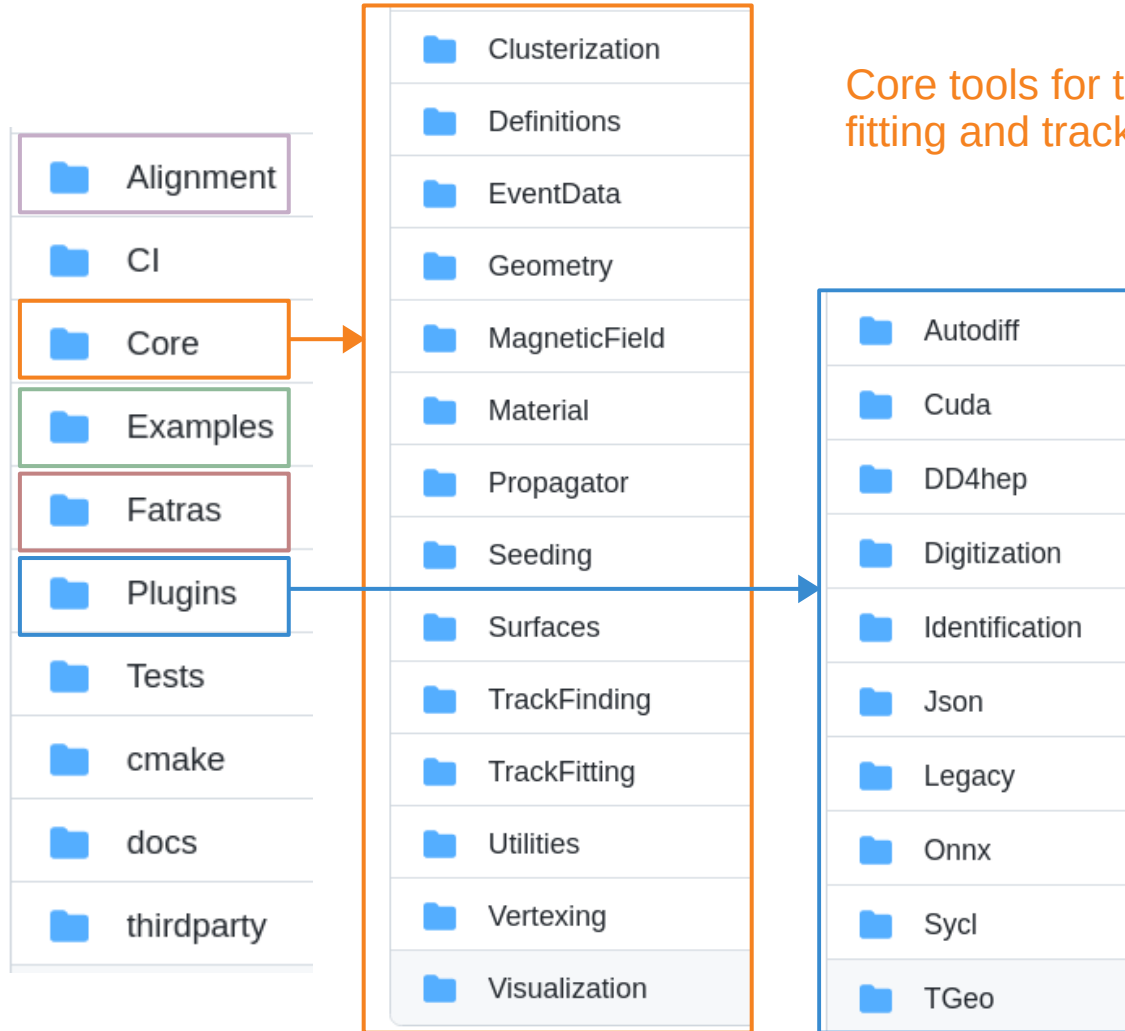 Alignment
CI
Core
Examples
Fatras
Plugins
Tests
cmake
docs
thirdparty
Clusterization
Definitions
EventData
Geometry
MagneticField
Material
Propagator
Seeding
Surfaces
TrackFinding
TrackFitting
Utilities
Vertexing
Visualization
Core tools for
fitting and
Autodiff
Cuda
DD4hep
Digitization
Identification
Json
Legacy
Onnx
Sycl
TGeo